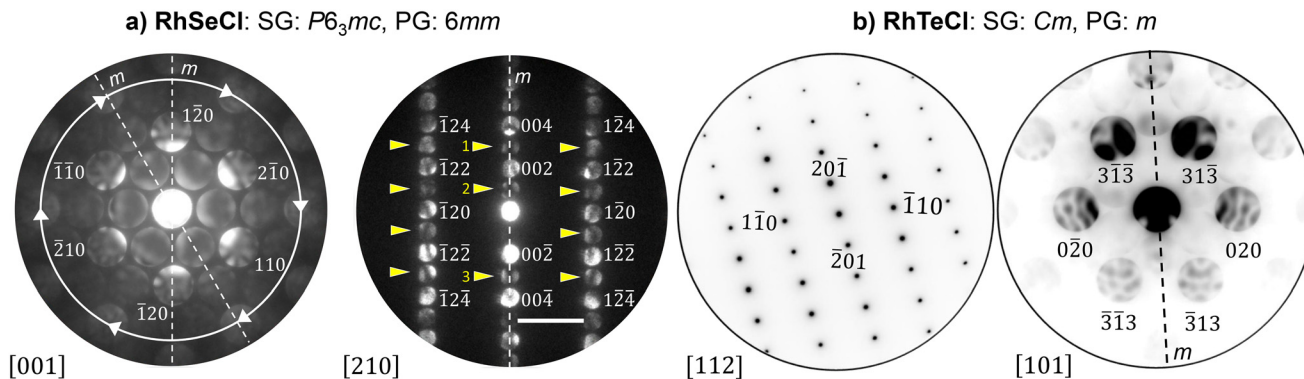 a) RhSeCl: SG: P6₃mc, PG: 6mm
b) RhTeCl: SG: Cm, PG: m
m
m
12̄0
1̄1̄0
21̄0
2̄10
110
1̄20
[001]
m
1̄24 004 12̄4
1
1̄22 002 12̄2
2
1̄20 12̄0
1̄22̄ 002̄ 12̄2̄
3
1̄24̄ 004̄ 12̄4̄
[210]
201̄
11̄0
1̄10
2̄01
[112]
31̄3̄ 313̄
02̄0 020
3̄1̄3 3̄13
m
[101]